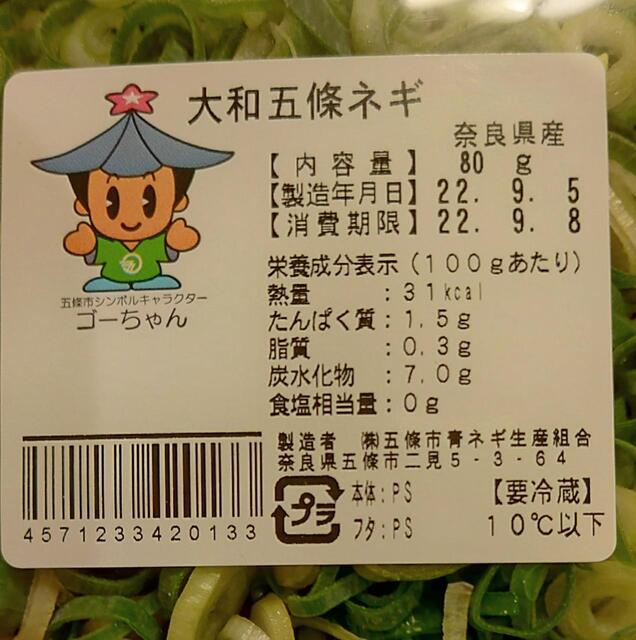 大和五條ネギ
奈良県産
【内容量】 80 g
【製造年月日】22. 9. 5
【消費期限】22. 9. 8
栄養成分表示(100gあたり)
熱量 :31kcal
たんぱく質:1.5g
脂質 :0.3g
炭水化物 :7.0g
食塩相当量:0g
五條市シンボルキャラクター
ゴーちゃん
製造者 ㈱五條市青ネギ生産組合
奈良県五條市二見5-3-64
プラ
本体:PS
フタ:PS
【要冷蔵】
10℃以下
4571233420133